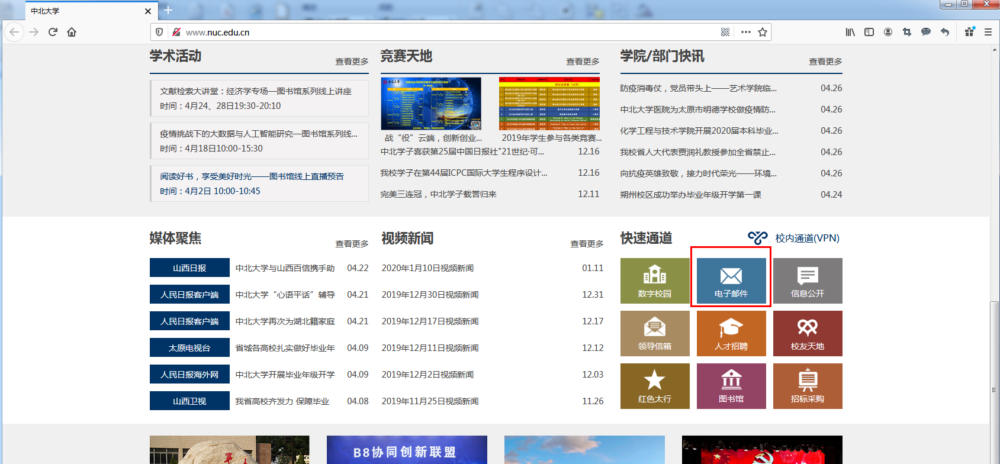 中北大学
www.nuc.edu.cn
学术活动
查看更多
文献检索大讲堂：经济学专场—图书馆系列线上讲座
时间：4月24、28日19:30-20:10
疫情挑战下的大数据与人工智能研究—图书馆系列线...
时间：4月18日10:00-15:30
阅读好书，享受美好时光——图书馆线上直播预告
时间：4月2日 10:00-10:45
竞赛天地
查看更多
战“役”云端，创新创业...
2019年学生参与各类竞赛...
中北学子喜获第25届中国日报社"21世纪·可...
12.16
我校学子在第44届ICPC国际大学生程序设计...
12.16
完美三连冠，中北学子载誉归来
12.11
学院/部门快讯
查看更多
防疫消毒仗，党员带头上——艺术学院临...
04.26
中北大学医院为太原市明德学校做疫情防...
04.26
化学工程与技术学院开展2020届本科毕业...
04.26
我校省人大代表贾润礼教授参加全省禁止...
04.26
向抗疫英雄致敬，接力时代荣光——环境...
04.26
朔州校区成功举办毕业年级开学第一课
04.24
媒体聚焦
查看更多
山西日报 中北大学与山西百信携手助 04.22
人民日报客户端 中北大学“心语平话”辅导 04.21
人民日报客户端 中北大学再次为湖北籍家庭 04.21
太原电视台 省城各高校扎实做好毕业年 04.09
人民日报海外网 中北大学开展毕业年级开学 04.09
山西卫视 我省高校齐发力 保障毕业 04.08
视频新闻
查看更多
2020年1月10日视频新闻 01.11
2019年12月30日视频新闻 12.31
2019年12月17日视频新闻 12.17
2019年12月11日视频新闻 12.12
2019年12月2日视频新闻 12.03
2019年11月25日视频新闻 11.26
快速通道
校内通道(VPN)
数字校园
电子邮件
信息公开
领导信箱
人才招聘
校友天地
红色太行
图书馆
招标采购
B8协同创新联盟